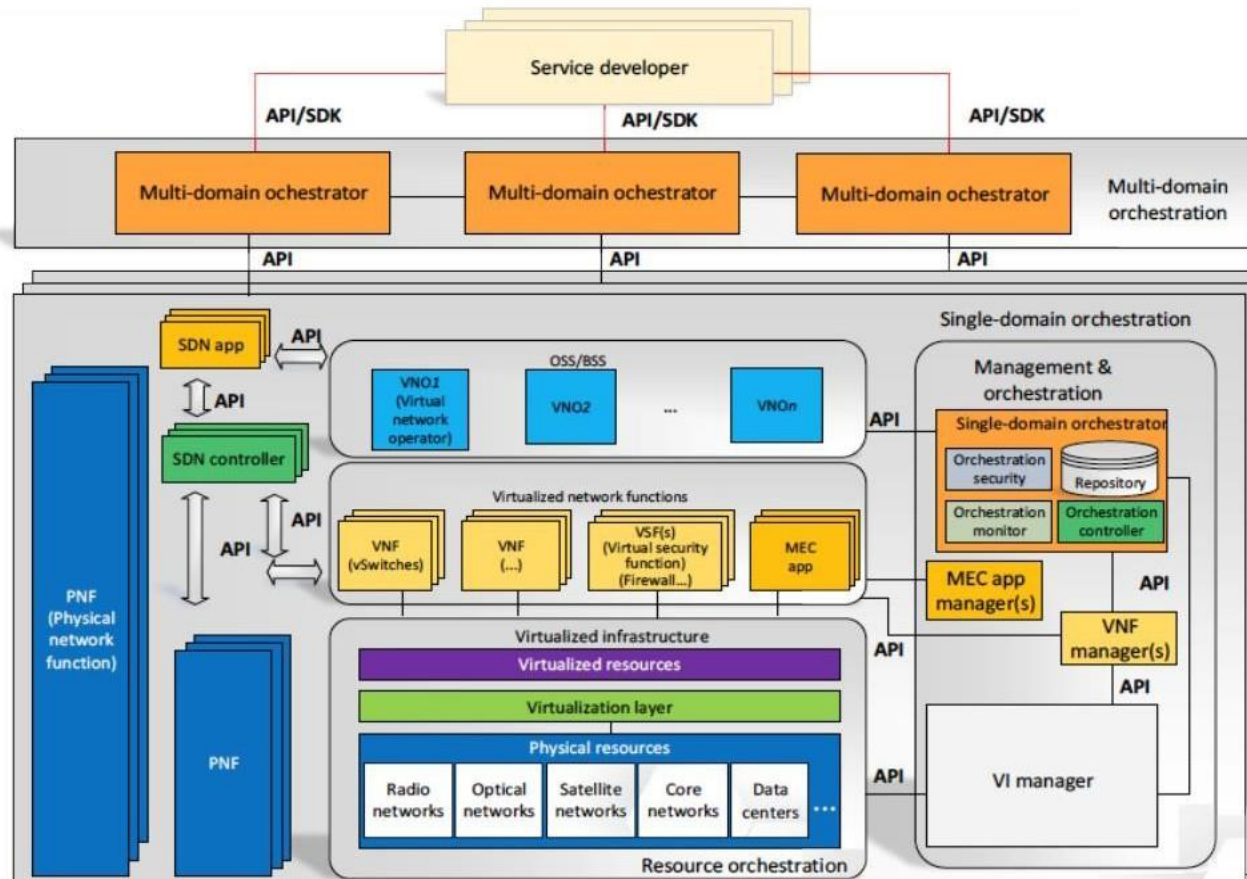 Service developer
API/SDK
API/SDK
API/SDK
Multi-domain ochestrator
Multi-domain ochestrator
Multi-domain ochestrator
Multi-domain
orchestration
API
API
API
Single-domain orchestration
SDN app
API
API
SDN controller
API
API
PNF
(Physical
network
function)
PNF
OSS/BSS
VNO1
(Virtual
network
operator)
VNO2
...
VNOn
API
Virtualized network functions
VNF
(vSwitches)
VNF
(...)
VSF(s)
(Virtual security
function)
(Firewall...)
MEC
app
Virtualized infrastructure
Virtualized resources
Virtualization layer
Physical resources
Radio
networks
Optical
networks
Satellite
networks
Core
networks
Data
centers
...
Resource orchestration
Management &
orchestration
Single-domain orchestrator
Orchestration
security
Repository
Orchestration
monitor
Orchestration
controller
MEC app
manager(s)
API
VNF
manager(s)
API
API
VI manager
API